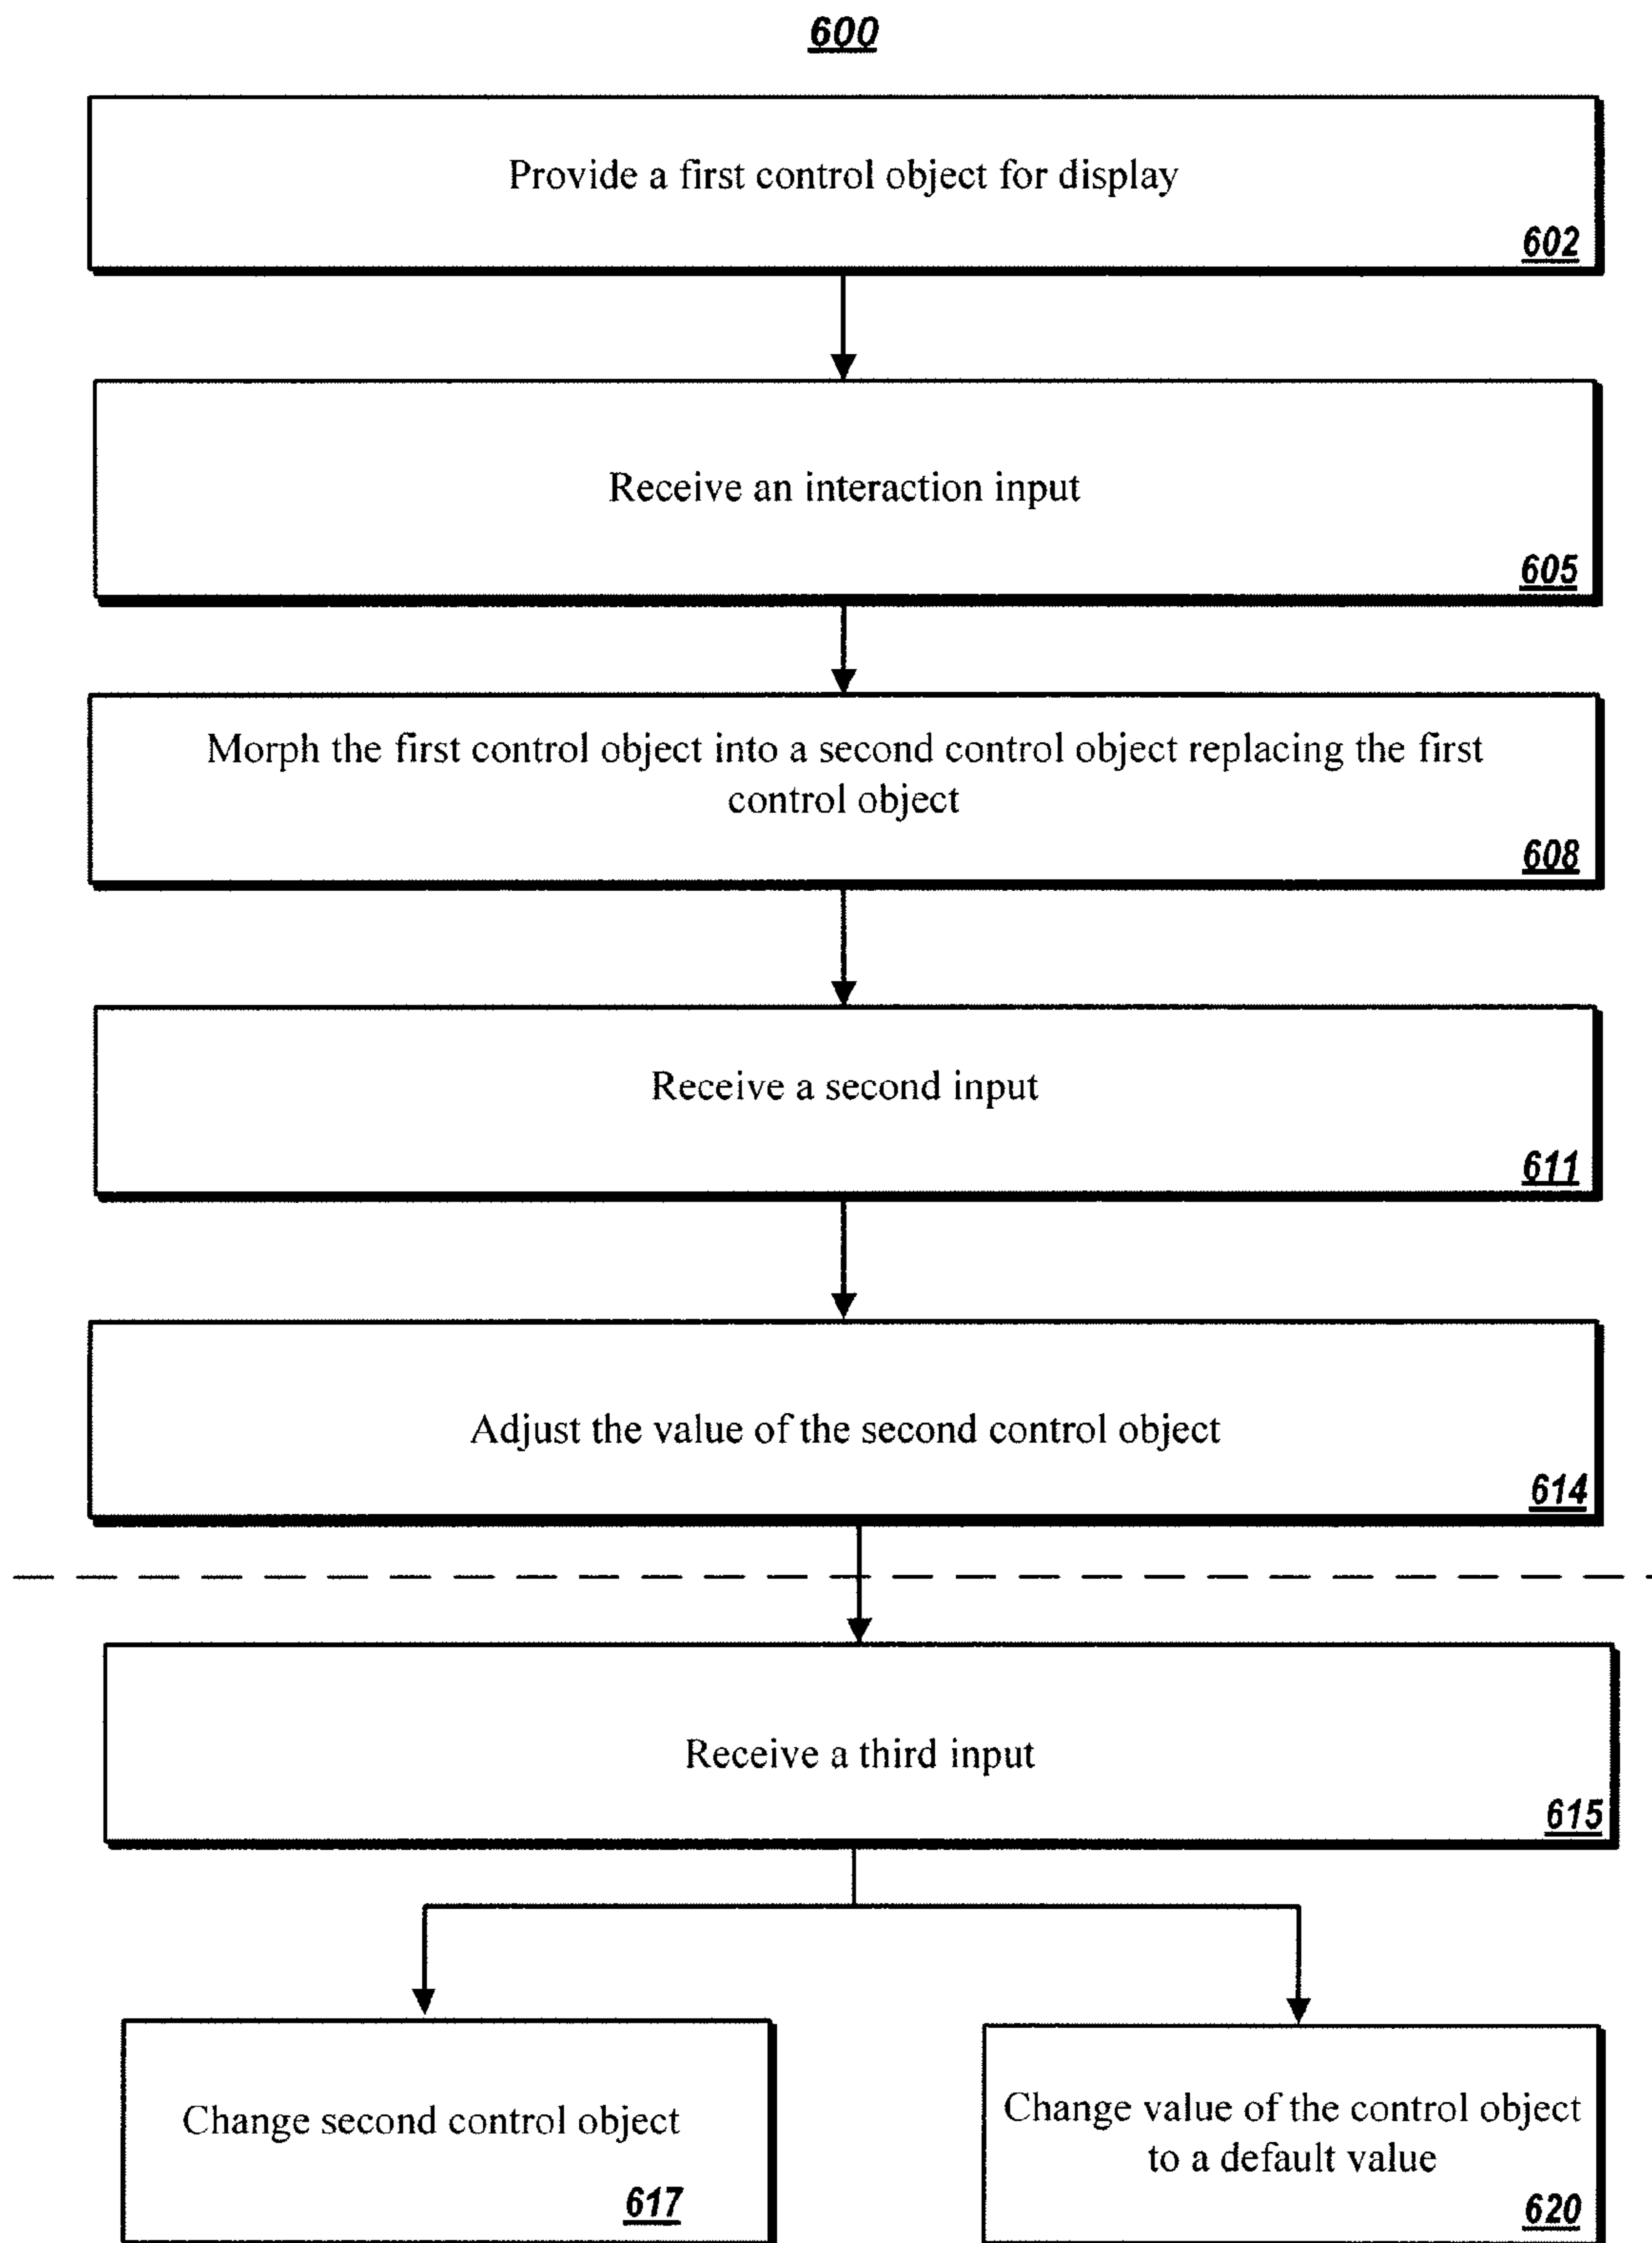 600
Provide a first control object for display
602
Receive an interaction input
605
Morph the first control object into a second control object replacing the first
control object
608
Receive a second input
611
Adjust the value of the second control object
614
Receive a third input
615
Change second control object
617
Change value of the control object
to a default value
620